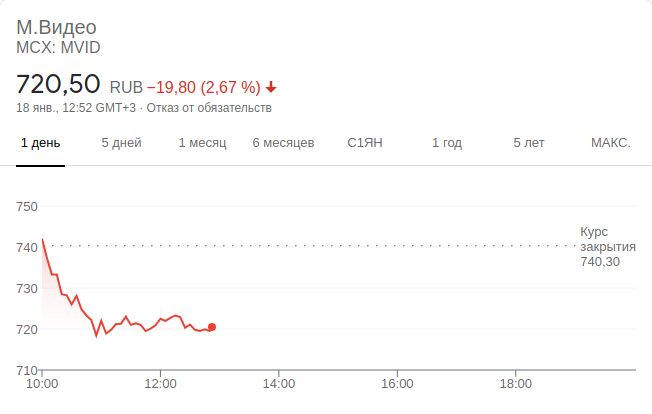 М.Видео
MCX: MVID
720,50 RUB −19,80 (2,67 %)
18 янв., 12:52 GMT+3 · Отказ от обязательств
1 день 5 дней 1 месяц 6 месяцев С1ЯН 1 год 5 лет МАКС.
750
740
730
720
710
Курс
закрытия
740,30
10:00 12:00 14:00 16:00 18:00